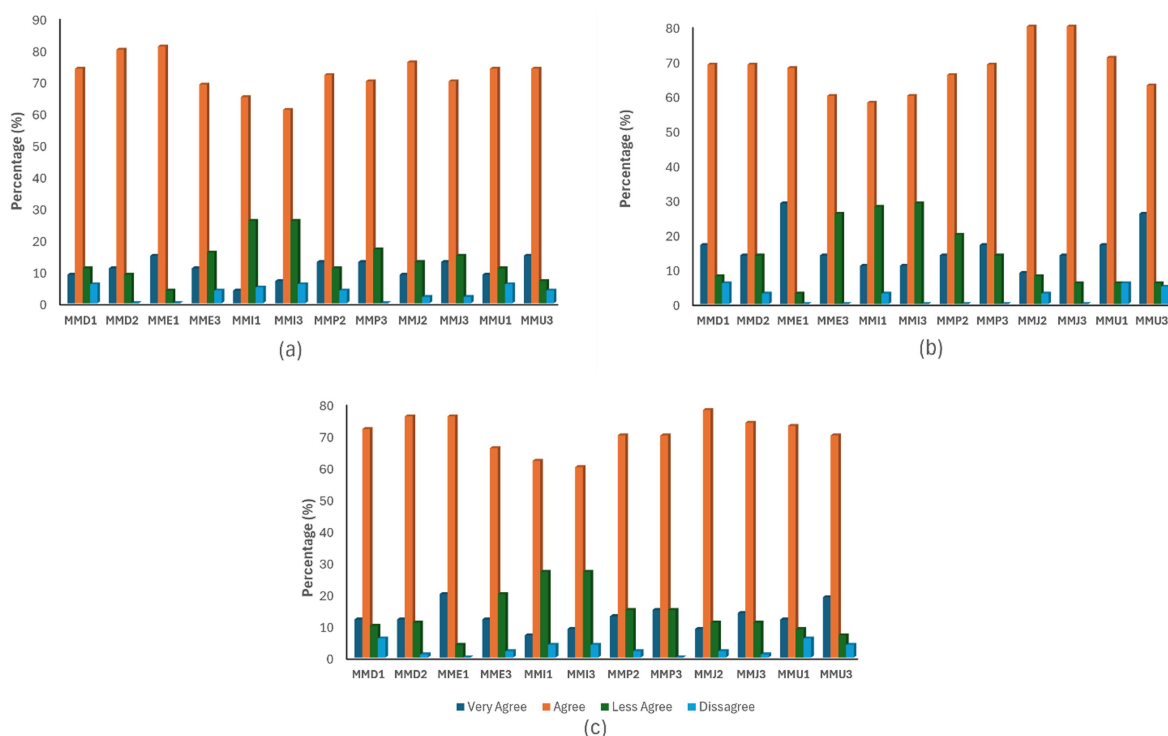 90
80
70
60
50
40
30
20
10
0
Percentage (%)
MMD1 MMD2 MME1 MME3 MMI1 MMI3 MMP2 MMP3 MMJ2 MMJ3 MMU1 MMU3
(a)
80
70
60
50
40
30
20
10
0
Percentage (%)
MMD1 MMD2 MME1 MME3 MMI1 MMI3 MMP2 MMP3 MMJ2 MMJ3 MMU1 MMU3
(b)
80
70
60
50
40
30
20
10
0
Percentage (%)
MMD1 MMD2 MME1 MME3 MMI1 MMI3 MMP2 MMP3 MMJ2 MMJ3 MMU1 MMU3
Very Agree Agree Less Agree Dissagree
(c)